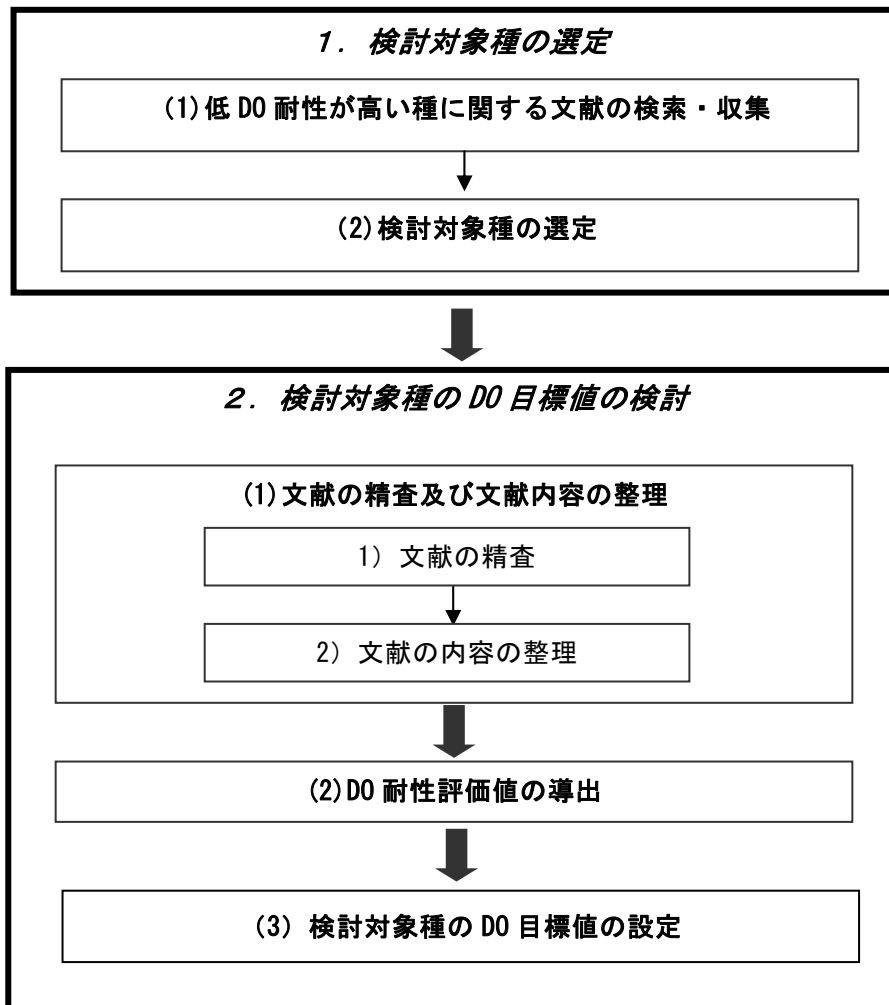 1. 検討対象種の選定
(1)低 DO 耐性が高い種に関する文献の検索・収集
(2)検討対象種の選定
2. 検討対象種の DO 目標値の検討
(1)文献の精査及び文献内容の整理
1) 文献の精査
2) 文献の内容の整理
(2)DO 耐性評価値の導出
(3) 検討対象種の DO 目標値の設定